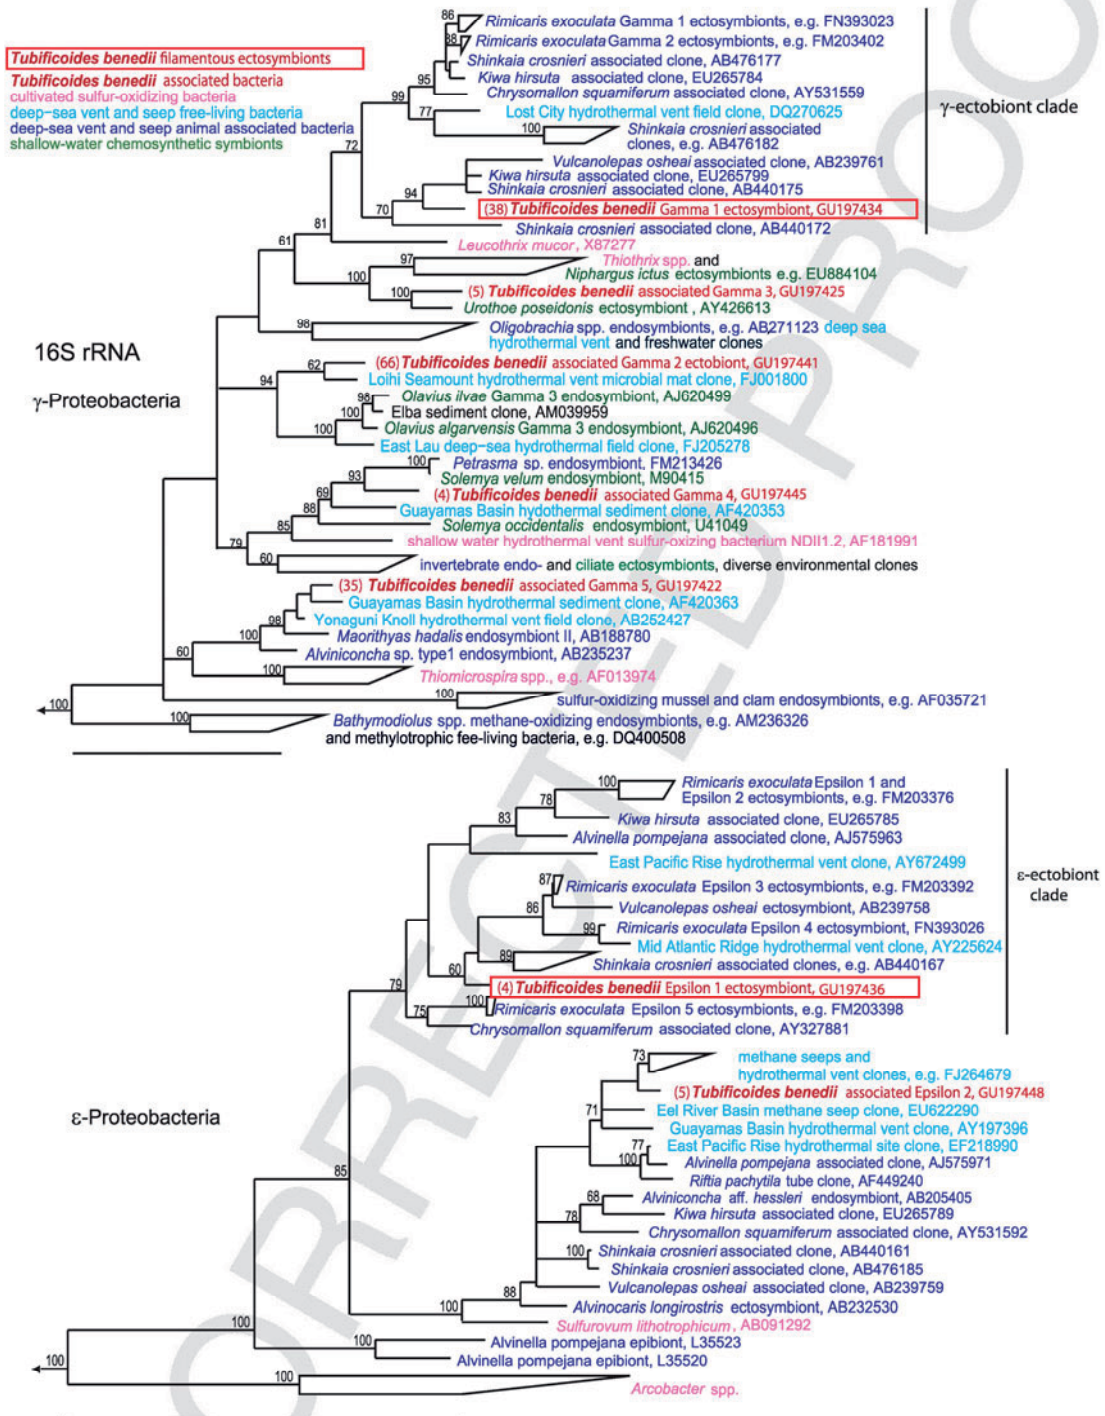 86
Rimicaris exoculata Gamma 1 ectosymbionts, e.g. FN393023
88
Rimicaris exoculata Gamma 2 ectosymbionts, e.g. FM203402
Tubificoides benedii filamentous ectosymbionts
Shinkaia crosnieri associated clone, AB476177
Tubificoides benedii associated bacteria
95
Kiwa hirsuta associated clone, EU265784
cultivated sulfur-oxidizing bacteria
99
Chrysomallon squamiferum associated clone, AY531559
γ-ectobiont clade
deep-sea vent and seep free-living bacteria
77
Lost City hydrothermal vent field clone, DQ270625
deep-sea vent and seep animal associated bacteria
100
Shinkaia crosnieri associated
shallow-water chemosynthetic symbionts
clones, e.g. AB476182
72
Vulcanolepas osheai associated clone, AB239761
Kiwa hirsuta associated clone, EU265799
94
Shinkaia crosnieri associated clone, AB440175
70
(38) Tubificoides benedii Gamma 1 ectosymbiont, GU197434
81
Shinkaia crosnieri associated clone, AB440172
61
Leucothrix mucor, X87277
97
Thiothrix spp. and
100
Niphargus ictus ectosymbionts e.g. EU884104
100
(5) Tubificoides benedii associated Gamma 3, GU197425
Urothoe poseidonis ectosymbiont, AY426613
98
Oligobrachia spp. endosymbionts, e.g. AB271123 deep sea
hydrothermal vent and freshwater clones
16S rRNA
62
(66) Tubificoides benedii associated Gamma 2 ectobiont, GU197441
94
Loihi Seamount hydrothermal vent microbial mat clone, FJ001800
γ-Proteobacteria
98
Olavius ilvae Gamma 3 endosymbiont, AJ620499
100
Elba sediment clone, AM039959
100
Olavius algarvensis Gamma 3 endosymbiont, AJ620496
East Lau deep-sea hydrothermal field clone, FJ205278
100
Petrasma sp. endosymbiont, FM213426
93
Solemya velum endosymbiont, M90415
69
(4) Tubificoides benedii associated Gamma 4, GU197445
88
Guayamas Basin hydothermal sediment clone, AF420353
85
Solemya occidentalis endosymbiont, U41049
79
shallow water hydrothermal vent sulfur-oxizing bacterium NDII1.2, AF181991
60
invertebrate endo- and ciliate ectosymbionts, diverse environmental clones
(35) Tubificoides benedii associated Gamma 5, GU197422
Guayamas Basin hydrothermal sediment clone, AF420363
98
Yonaguni Knoll hydrothermal vent field clone, AB252427
100
Maorithyas hadalis endosymbiont II, AB188780
60
Alviniconcha sp. type1 endosymbiont, AB235237
100
Thiomicrospira spp., e.g. AF013974
100
100
sulfur-oxidizing mussel and clam endosymbionts, e.g. AF035721
100
Bathymodiolus spp. methane-oxidizing endosymbionts, e.g. AM236326
and methylotrophic fee-living bacteria, e.g. DQ400508
100
Rimicaris exoculata Epsilon 1 and
78
Epsilon 2 ectosymbionts, e.g. FM203376
83
Kiwa hirsuta associated clone, EU265785
Alvinella pompejana associated clone, AJ575963
East Pacific Rise hydrothermal vent clone, AY672499
ε-ectobiont
clade
87
Rimicaris exoculata Epsilon 3 ectosymbionts, e.g. FM203392
86
Vulcanolepas osheai ectosymbiont, AB239758
99
Rimicaris exoculata Epsilon 4 ectosymbiont, FN393026
Mid Atlantic Ridge hydrothermal vent clone, AY225624
89
Shinkaia crosnieri associated clones, e.g. AB440167
60
79
(4) Tubificoides benedii Epsilon 1 ectosymbiont, GU197436
100
75
Rimicaris exoculata Epsilon 5 ectosymbionts, e.g. FM203398
Chrysomallon squamiferum associated clone, AY327881
73
methane seeps and
hydrothermal vent clones, e.g. FJ264679
(5) Tubificoides benedii associated Epsilon 2, GU197448
ε-Proteobacteria
71
Eel River Basin methane seep clone, EU622290
Guayamas Basin hydrothermal vent clone, AY197396
77
East Pacific Rise hydrothermal site clone, EF218990
100
Alvinella pompejana associated clone, AJ575971
85
Riftia pachytila tube clone, AF449240
68
Alviniconcha aff. hessleri endosymbiont, AB205405
78
Kiwa hirsuta associated clone, EU265789
Chrysomallon squamiferum associated clone, AY531592
100
Shinkaia crosnieri associated clone, AB440161
Shinkaia crosnieri associated clone, AB476185
88
Vulcanolepas osheai associated clone, AB239759
100
Alvinocaris longirostris ectosymbiont, AB232530
Sulfurovum lithotrophicum, AB091292
100
100
Alvinella pompejana epibiont, L35523
100
Alvinella pompejana epibiont, L35520
100
Arcobacter spp.